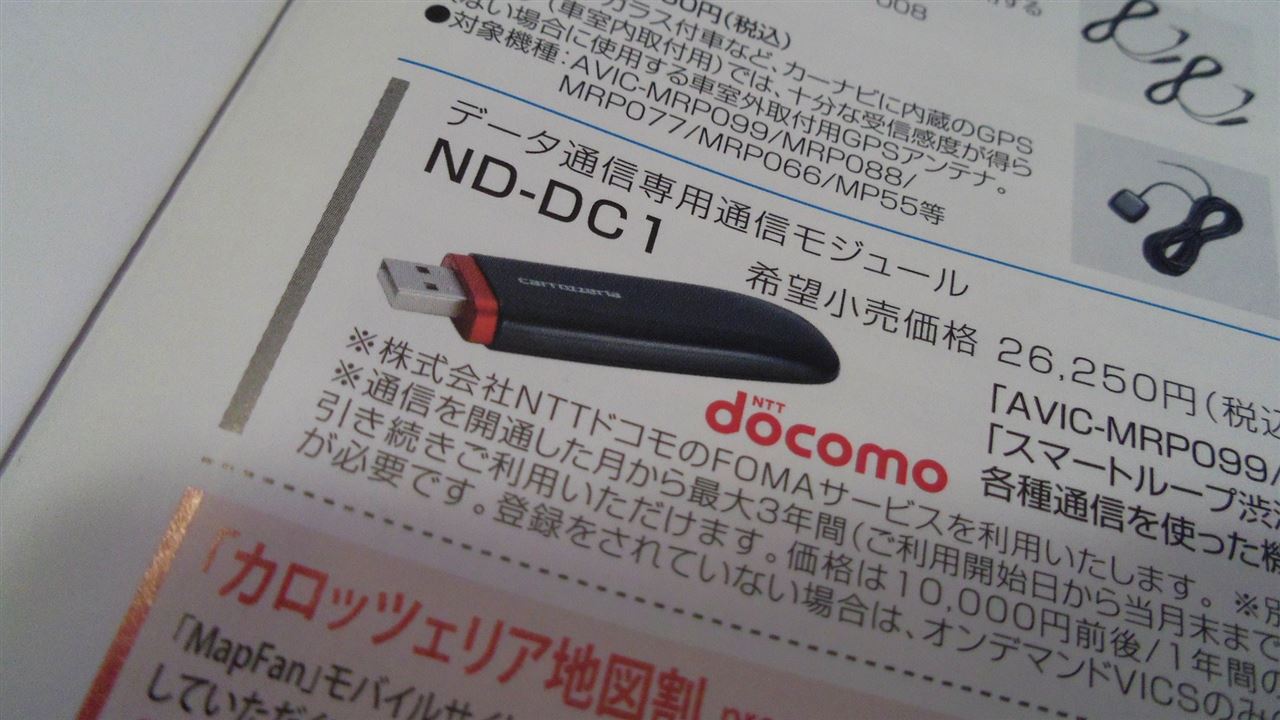 円(税込)
008
ガラス付車など、カーナビに内蔵のGPS
(車室内取付用)では、十分な受信感度が得ら
ない場合に使用する車室外取付用GPSアンテナ。
●対象機種:AVIC-MRP099/MRP088/
MRP077/MRP066/MP55等
データ通信専用通信モジュール
ND-DC1
希望小売価格 26,250円(税込
carrozzeria
NTT
docomo
「AVIC-MRP099/
「スマートループ渋
各種通信を使った機
※株式会社NTTドコモのFOMAサービスを利用いたします。※別
※通信を開通した月から最大3年間(ご利用開始日から当月末まで
引き続きご利用いただけます。価格は10,000円前後/1年間の
が必要です。登録をされていない場合は、オンデマンドVICSのみ
「カロッツェリア地図割
「MapFan」モバイルサイ
していただく